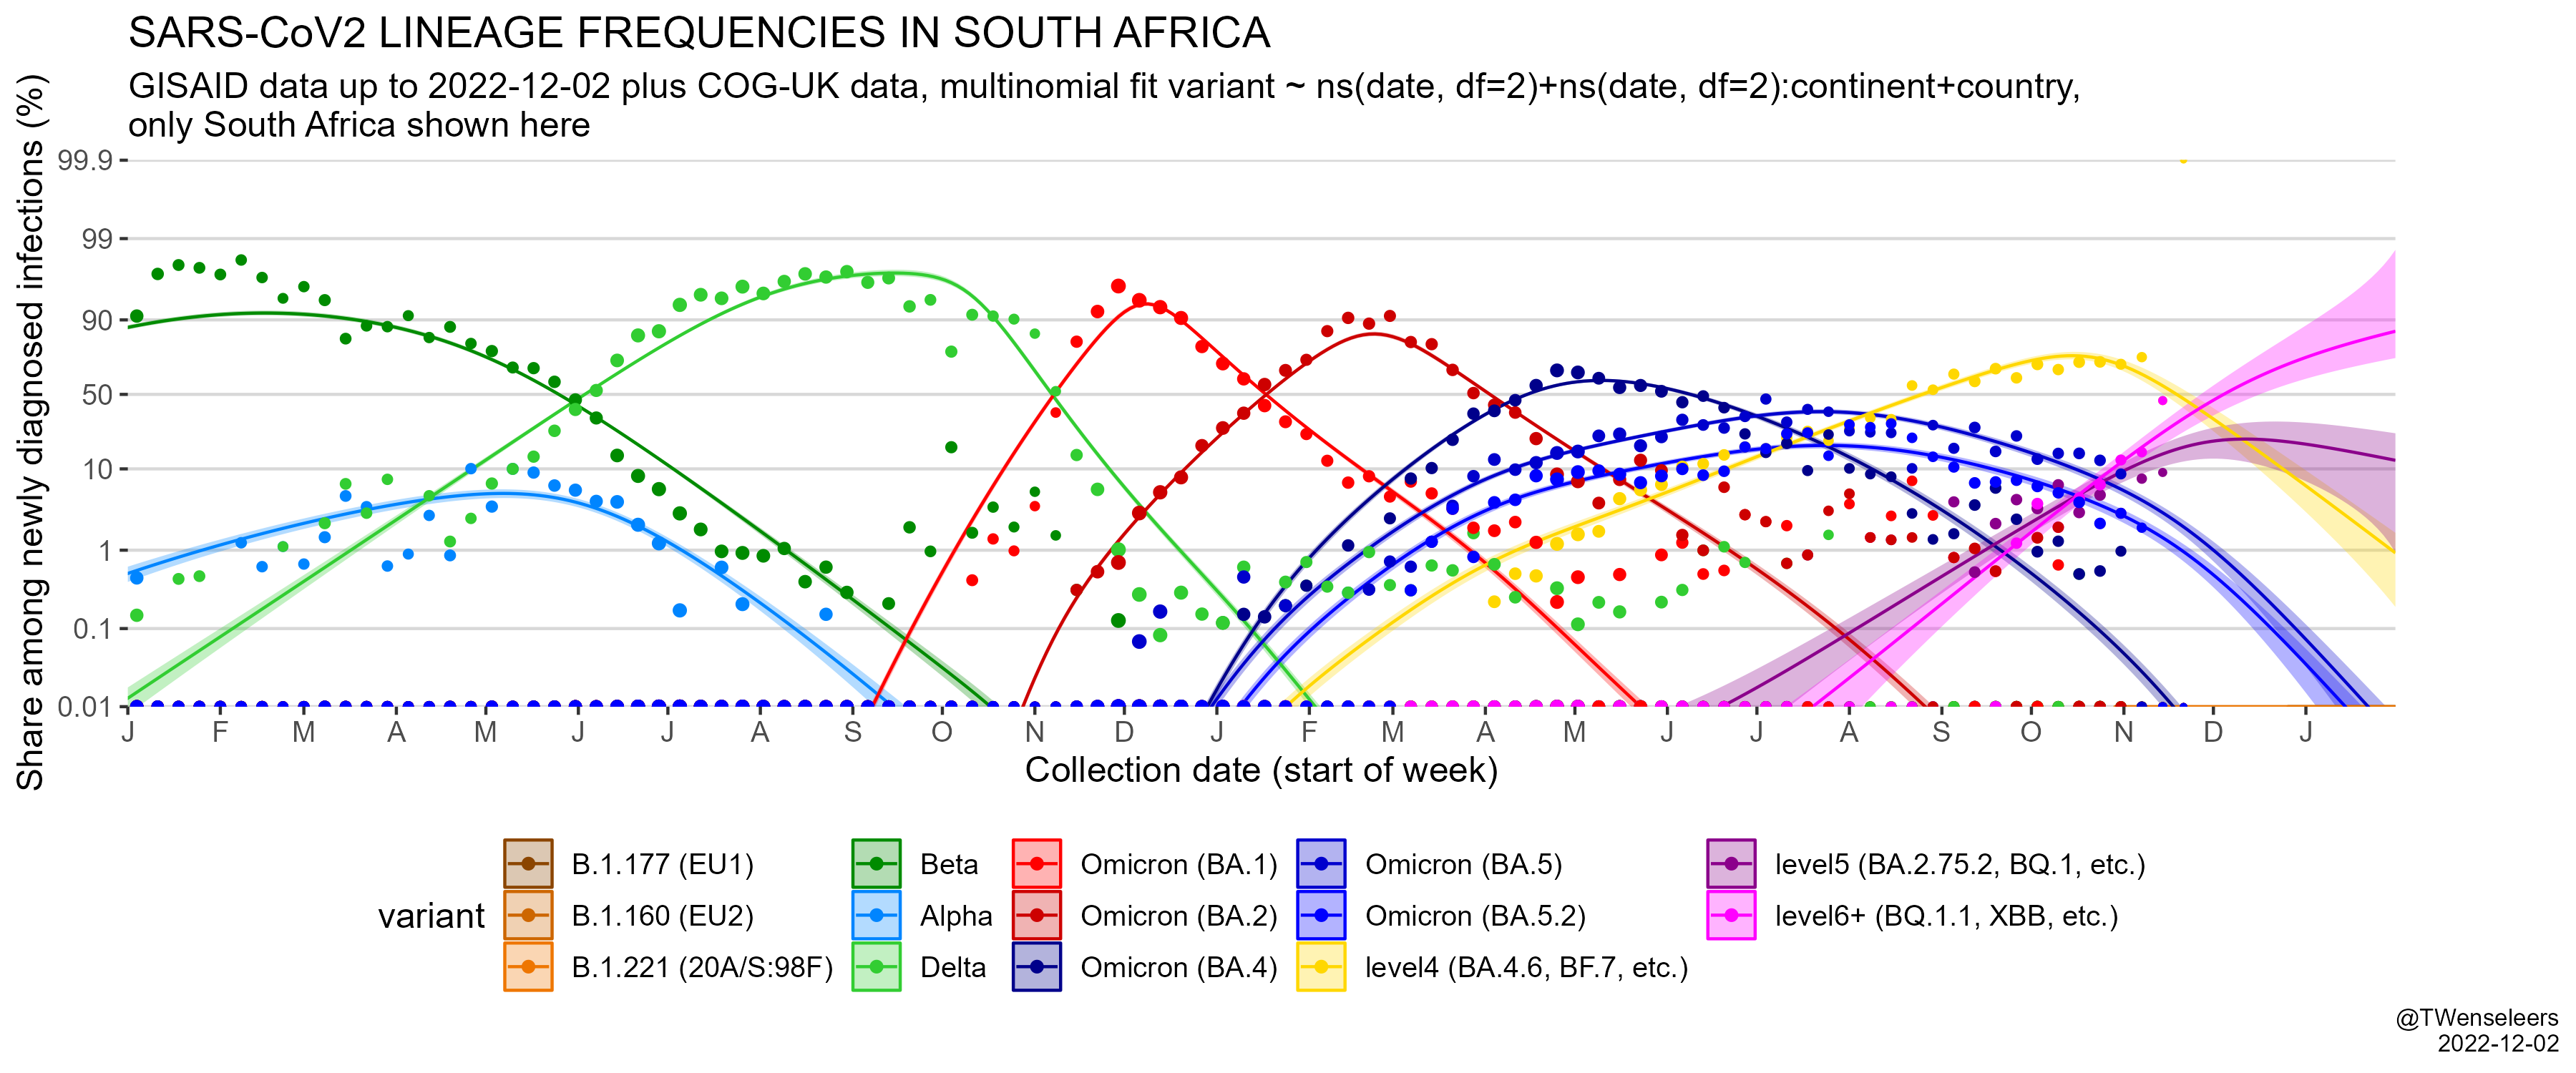 SARS-CoV2 LINEAGE FREQUENCIES IN SOUTH AFRICA
GISAID data up to 2022-12-02 plus COG-UK data, multinomial fit variant ~ ns(date, df=2)+ns(date, df=2):continent+country,
only South Africa shown here
Share among newly diagnosed infections (%)
99.9
99
90
50
10
1
0.1
0.01
J F M A M J J A S O N D J F M A M J J A S O N D J
Collection date (start of week)
variant
B.1.177 (EU1)
B.1.160 (EU2)
B.1.221 (20A/S:98F)
Beta
Alpha
Delta
Omicron (BA.1)
Omicron (BA.2)
Omicron (BA.4)
Omicron (BA.5)
Omicron (BA.5.2)
level4 (BA.4.6, BF.7, etc.)
level5 (BA.2.75.2, BQ.1, etc.)
level6+ (BQ.1.1, XBB, etc.)
@TWenseleers
2022-12-02